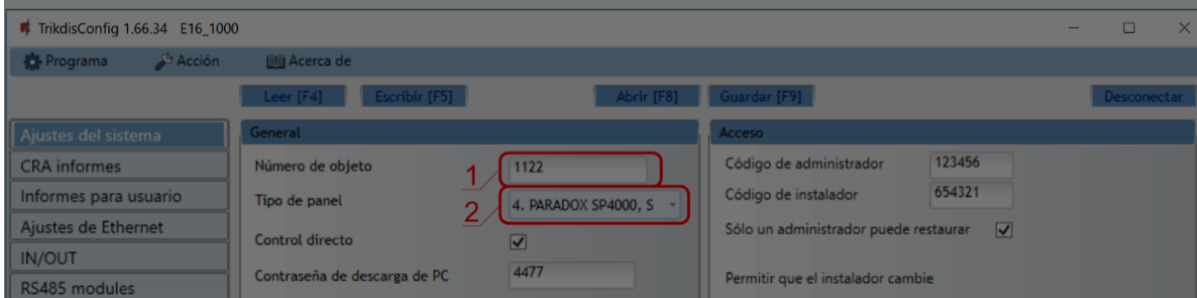 TrikdisConfig 1.66.34 E16_1000
Programa Acción Acerca de
Leer [F4] Escribir [F5] Abrir [F8] Guardar [F9] Desconectar
Ajustes del sistema
CRA informes
Informes para usuario
Ajustes de Ethernet
IN/OUT
RS485 modules
General
Número de objeto 1 1122
Tipo de panel 2 4. PARADOX SP4000, S
Control directo
Contraseña de descarga de PC 4477
Acceso
Código de administrador 123456
Código de instalador 654321
Sólo un administrador puede restaurar
Permitir que el instalador cambie